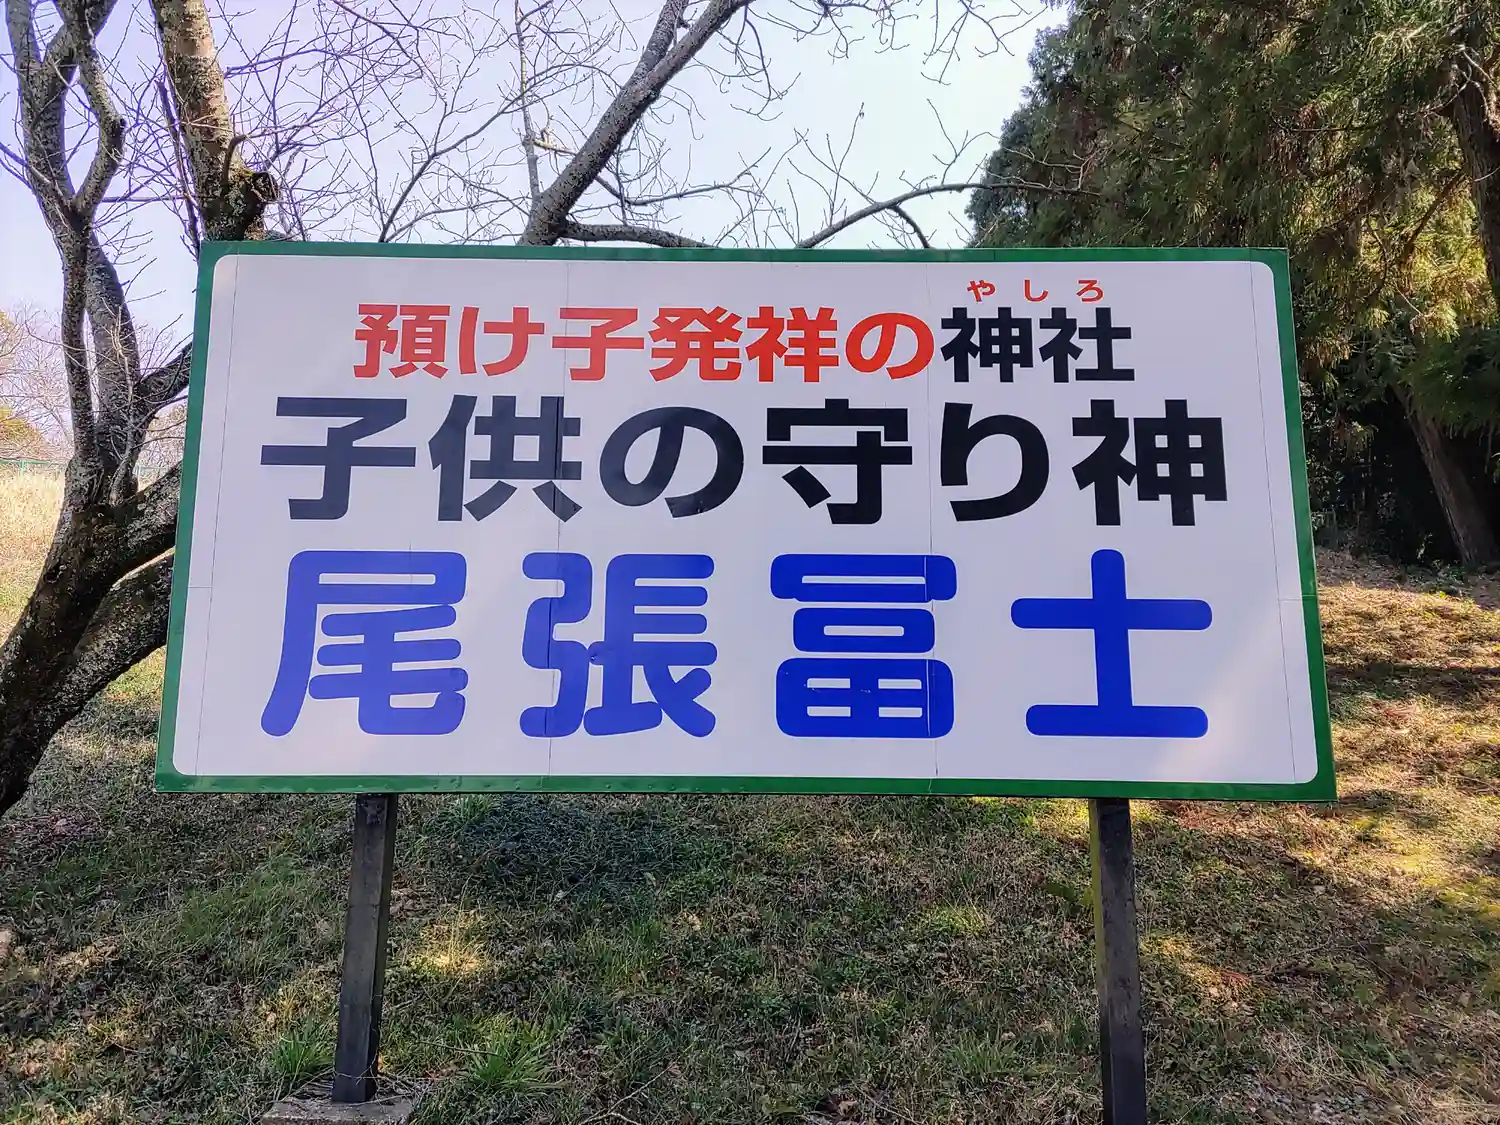 やしろ
預け子発祥の神社
子供の守り神
尾張冨士